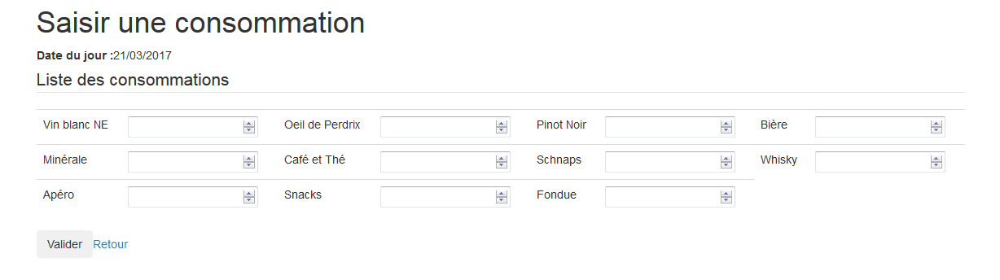 Saisir une consommation
Date du jour :21/03/2017
Liste des consommations
Vin blanc NE Oeil de Perdrix Pinot Noir Bière
Minérale Café et Thé Schnaps Whisky
Apéro Snacks Fondue
Valider Retour